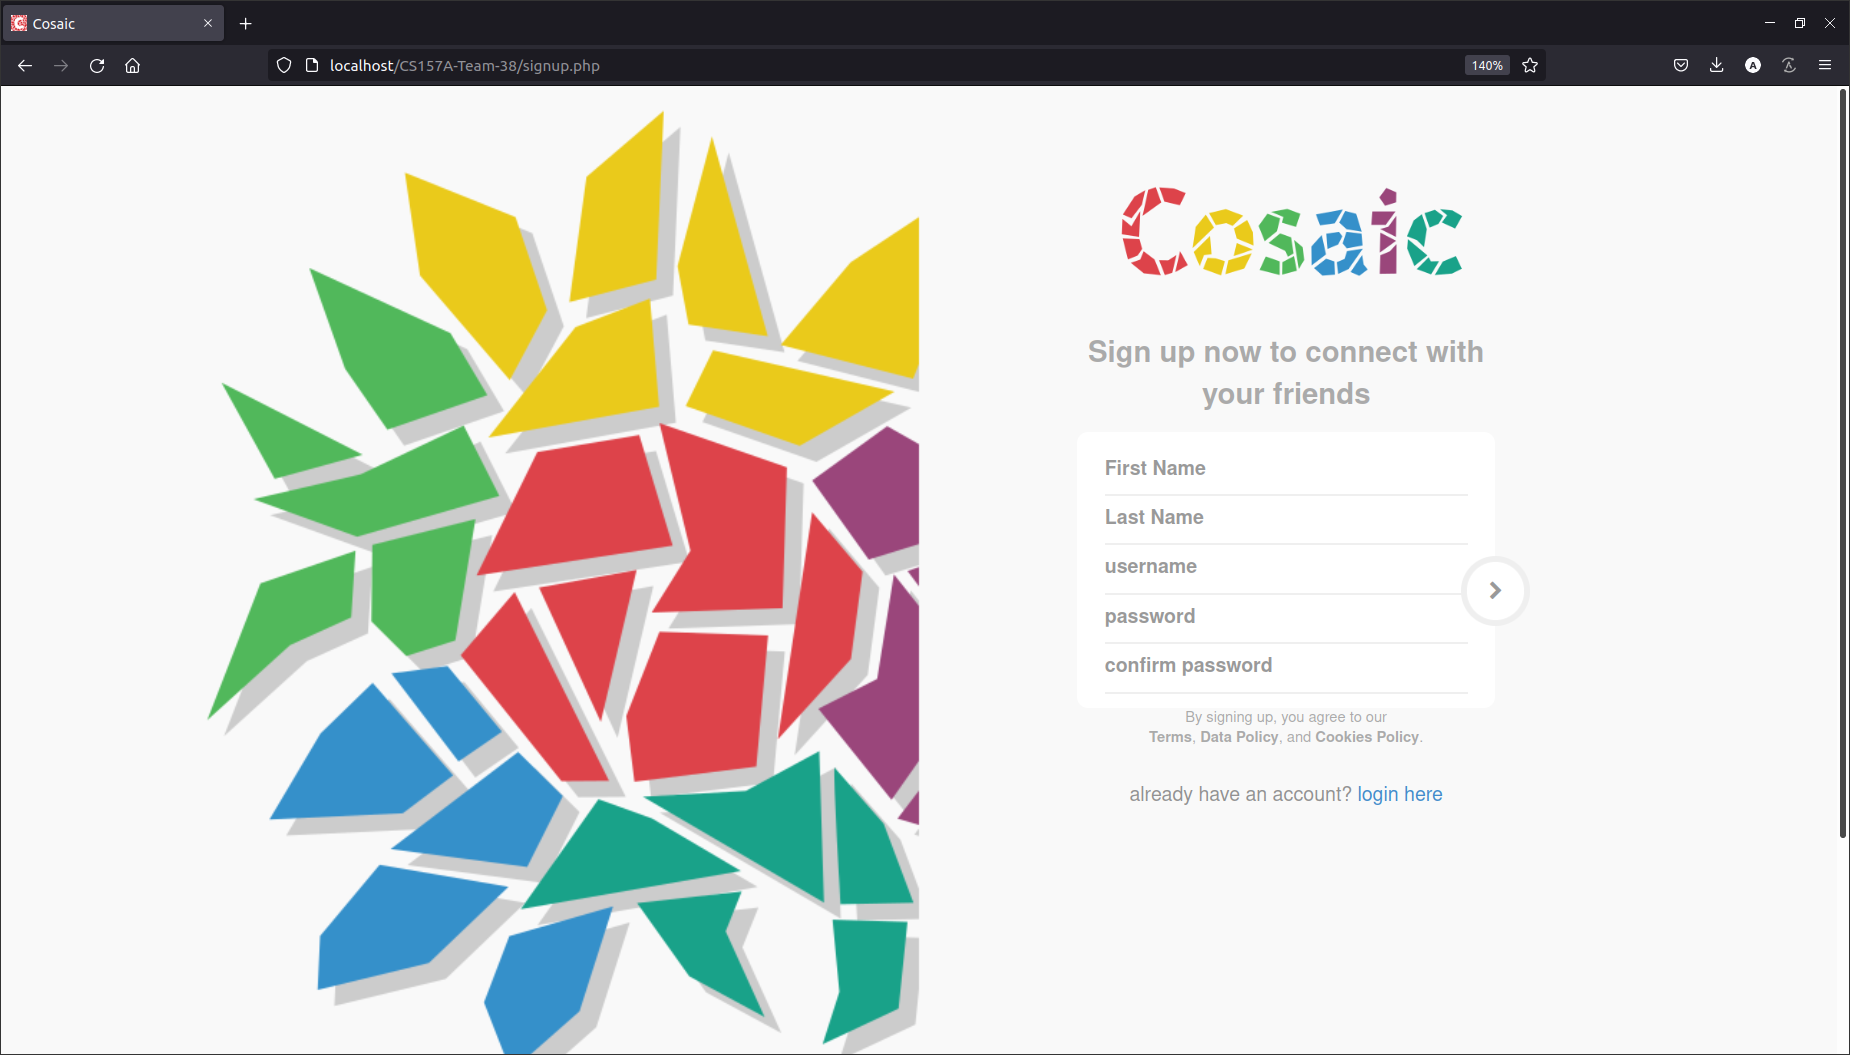 Cosaic
localhost/CS157A-Team-38/signup.php
140%
A
Cosaic
Sign up now to connect with
your friends
First Name
Last Name
username
password
confirm password
By signing up, you agree to our
Terms, Data Policy, and Cookies Policy.
already have an account? login here